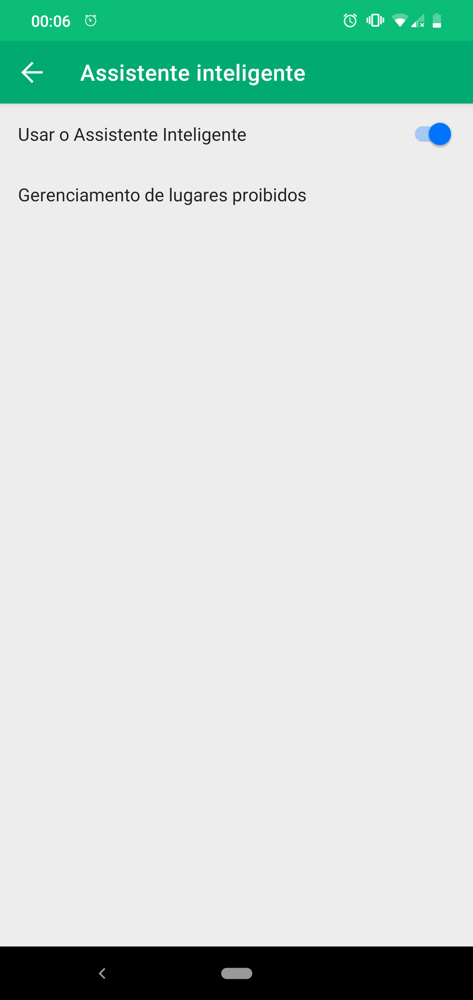 00:06
Assistente inteligente
Usar o Assistente Inteligente
Gerenciamento de lugares proibidos